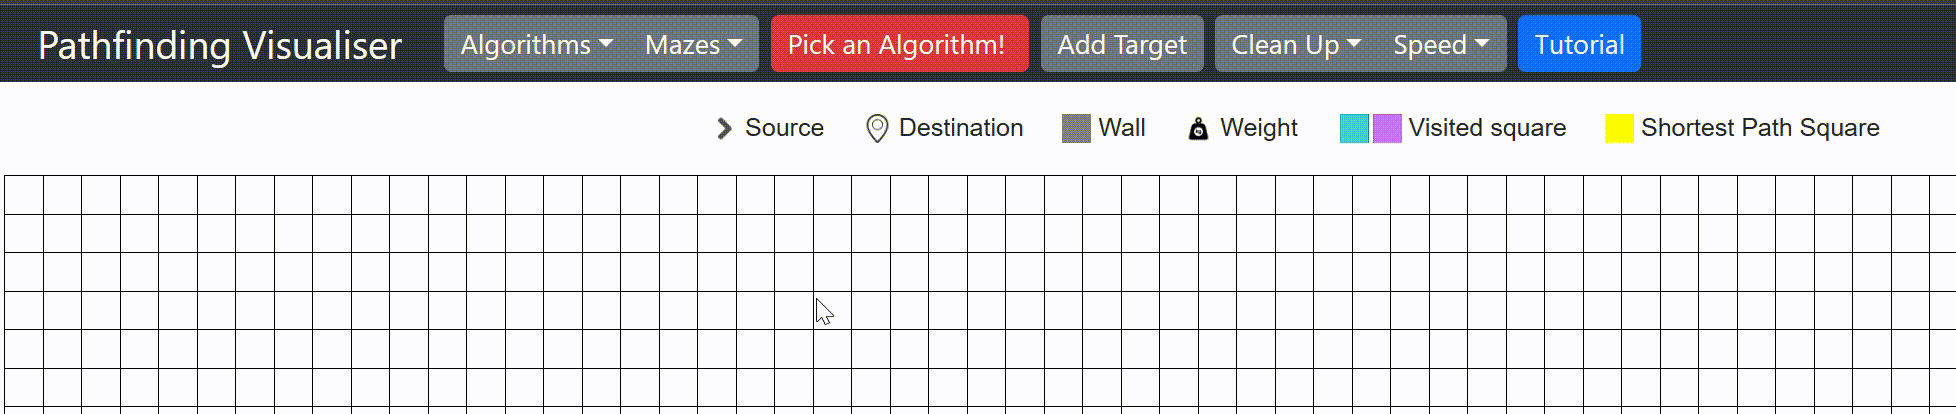 Pathfinding Visualiser Algorithms Mazes Pick an Algorithm! Add Target Clean Up Speed Tutorial
Source Destination Wall Weight Visited square Shortest Path Square